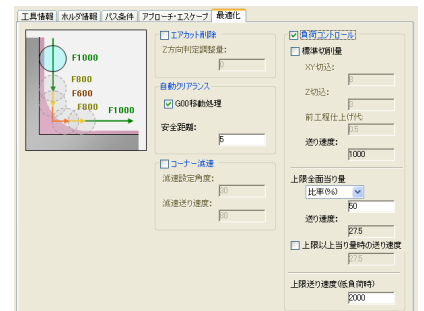 工具情報 ホルダ情報 パス条件 アプローチ・エスケープ 最適化
F1000
F800
F600
F800 F1000
エアカット削除
Z方向判定調整量:
0
自動クリアランス
G00移動処理
安全距離:
5
コーナー減速
減速設定角度:
90
減速送り速度:
80
負荷コントロール
標準切削量
XY切込:
8
Z切込:
3
前工程仕上げ代:
0.5
送り速度:
1000
上限全面当り量
比率(%)
50
送り速度:
27.5
上限以上当り量時の送り速度
27.5
上限送り速度(低負荷時)
2000